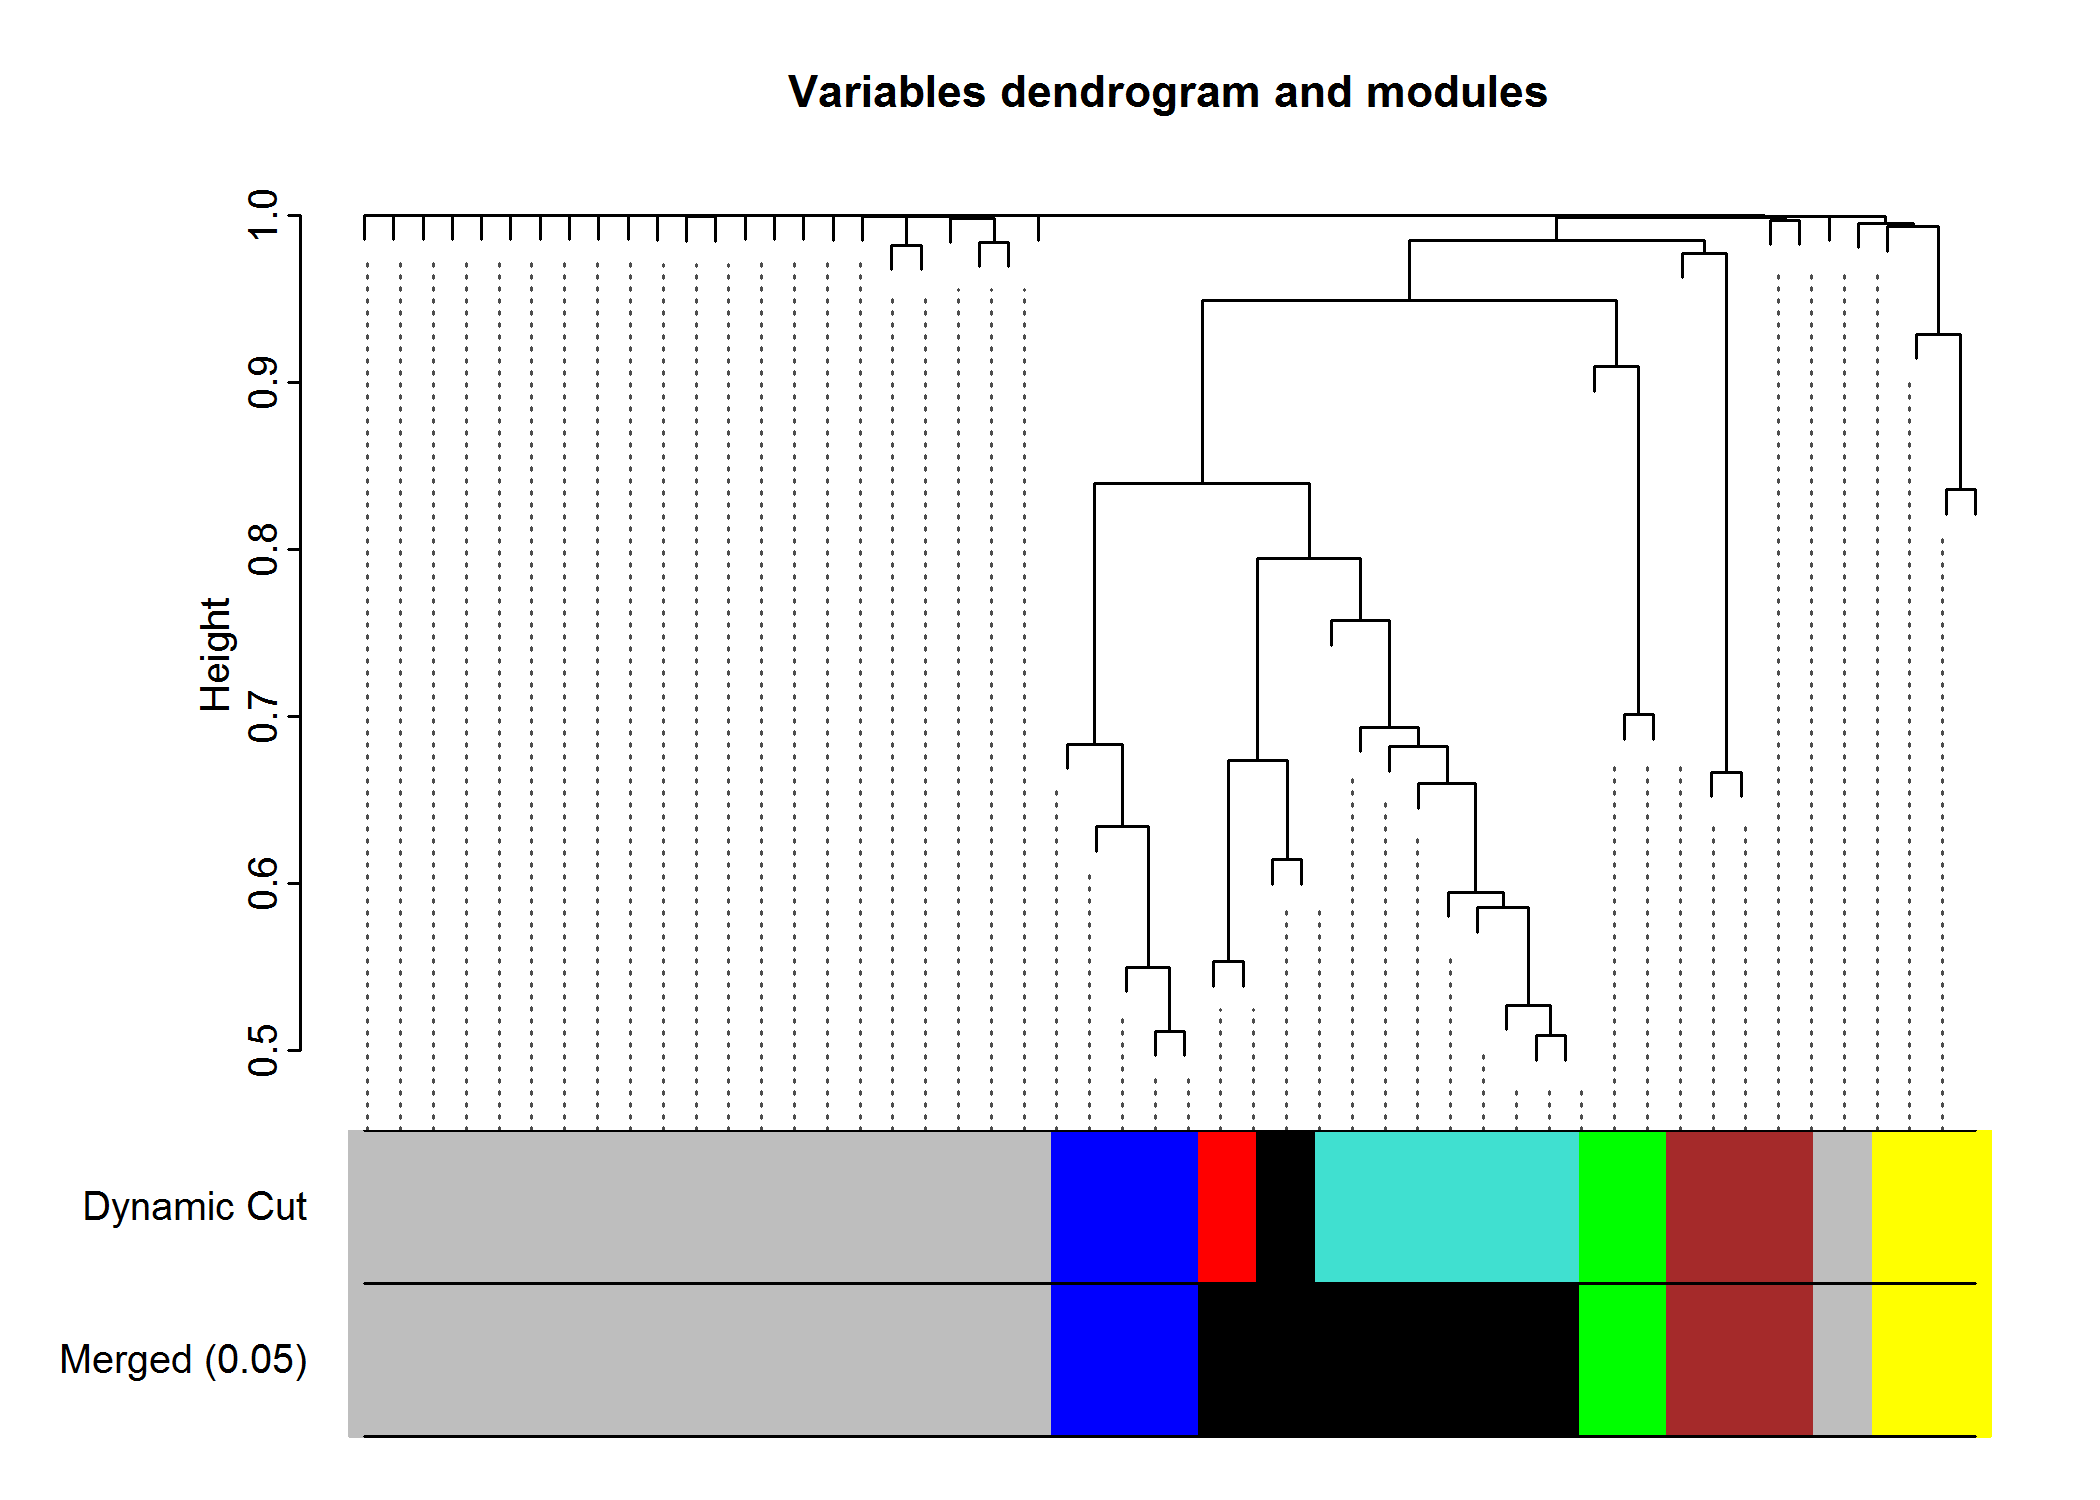 Variables dendrogram and modules
1.0
0.9
0.8
0.7
0.6
0.5
Height
Dynamic Cut
Merged (0.05)